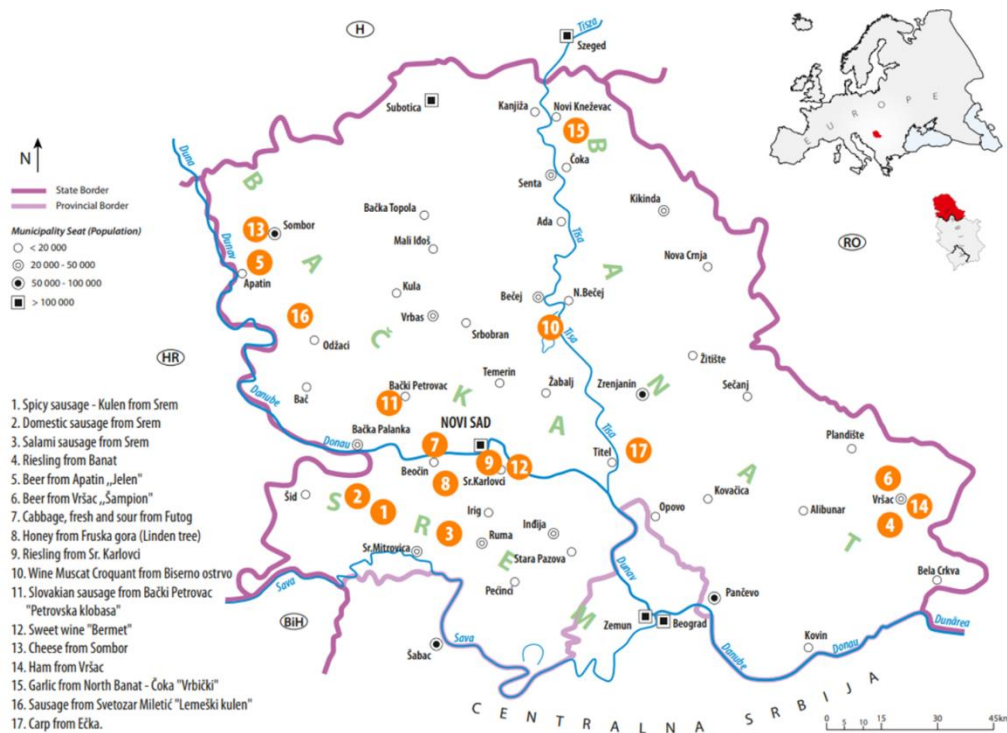 H
Tisza
Szeged
Subotica
Kanjiža
Novi Kneževac
15
B
Čoka
Senta
Duna
N
State Border
Provincial Border
Municipality Seat (Population)
< 20 000
20 000 - 50 000
50 000 - 100 000
> 100 000
EUROPE
B
13
Sombor
Dunav
5
Apatin
Bačka Topola
Mali Iđoš
Ada
Tisa
Kikinda
RO
A
A
Nova Crnja
Kula
Bečej
N.Bečej
16
Vrbas
Srbobran
10
Tisa
Odžaci
Č
HR
Žitište
Temerin
Žabalj
Zrenjanin
N
Sečanj
Bač
Danube
Bački Petrovac
11
K
A
Tisa
Bačka Palanka
NOVI SAD
Donau
7
Beočin
9
12
Sr.Karlovci
8
Titel
17
A
Plandište
6
Vršac
14
4
Šid
2
1
S
R
Irig
3
Ruma
Inđija
E
Stara Pazova
Sr.Mitrovica
Kovačica
Opovo
Alibunar
T
Dunav
Pećinci
M
Pančevo
Bela Crkva
Sava
BiH
Zemun
Beograd
Šabac
Sava
Danube
Kovin
Donau
Dunărea
CENTRALNA SRBIJA
0 5 10 15 30 45km
1. Spicy sausage - Kulen from Srem
2. Domestic sausage from Srem
3. Salami sausage from Srem
4. Riesling from Banat
5. Beer from Apatin „Jelen"
6. Beer from Vršac „Šampion"
7. Cabbage, fresh and sour from Futog
8. Honey from Fruska gora (Linden tree)
9. Riesling from Sr. Karlovci
10. Wine Muscat Croquant from Biserno ostrvo
11. Slovakian sausage from Bački Petrovac
"Petrovska klobasa"
12. Sweet wine "Bermet"
13. Cheese from Sombor
14. Ham from Vršac
15. Garlic from North Banat - Čoka "Vrbički"
16. Sausage from Svetozar Miletić "Lemeški kulen"
17. Carp from Ečka.